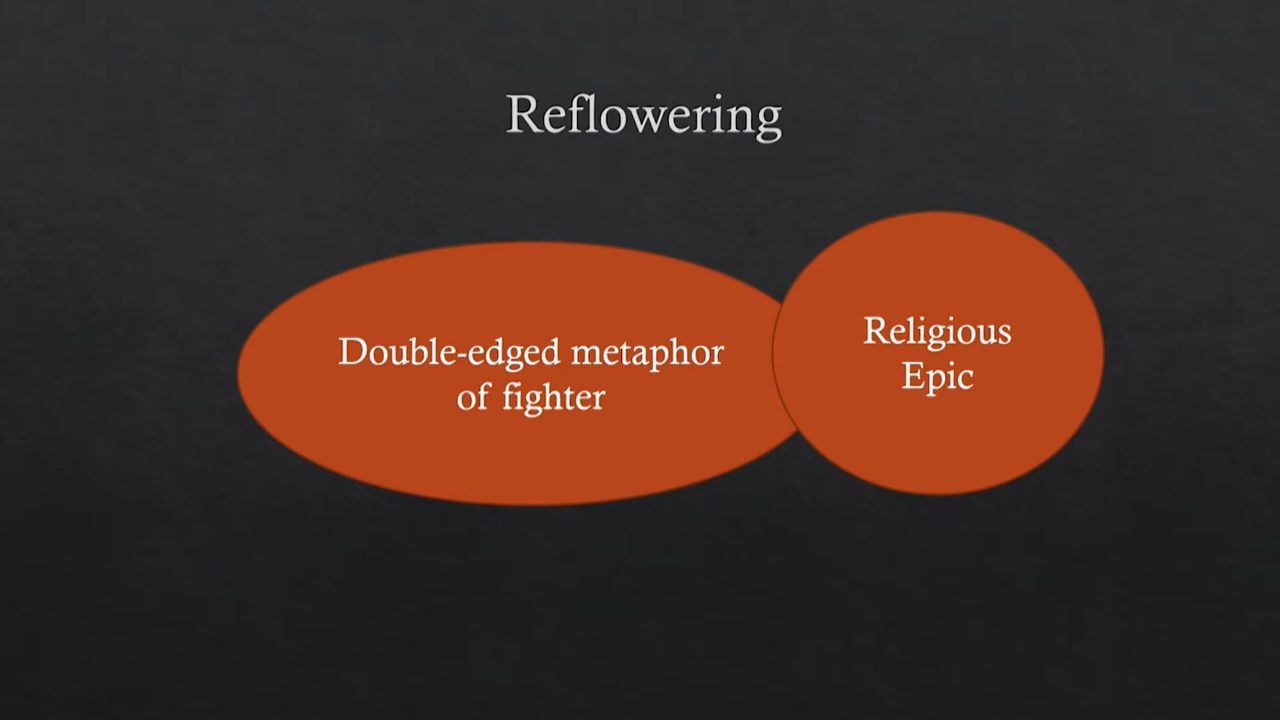 Reflowering
Double-edged metaphor
of fighter
Religious
Epic